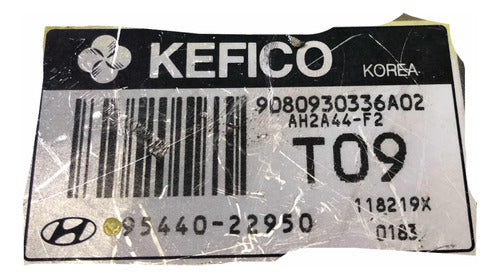 KEFICO
KOREA
9080930336A02
AH2A44-F2
T09
118219X
95440-22950
0183